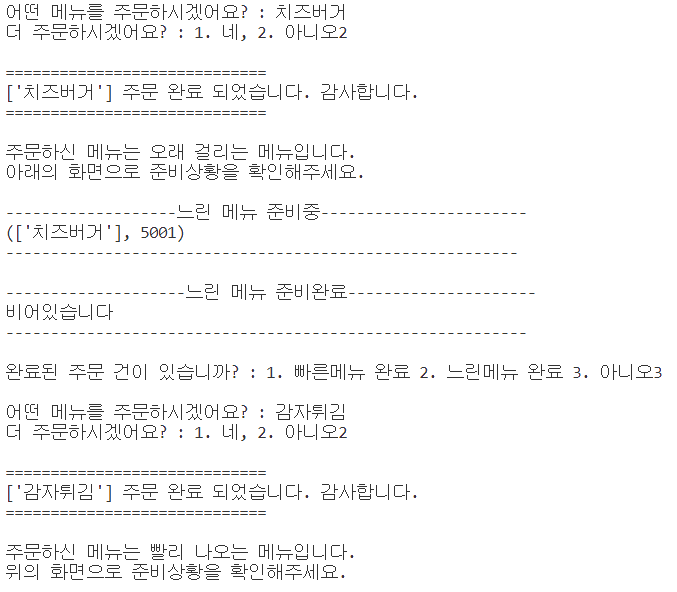 어떤 메뉴를 주문하시겠어요? : 치즈버거
더 주문하시겠어요? : 1. 네, 2. 아니오2
=============================
['치즈버거'] 주문 완료 되었습니다. 감사합니다.
=============================
주문하신 메뉴는 오래 걸리는 메뉴입니다.
아래의 화면으로 준비상황을 확인해주세요.
-------------------느린 메뉴 준비중-----------------------
(['치즈버거'], 5001)
---------------------------------------------------------
--------------------느린 메뉴 준비완료---------------------
비어있습니다
----------------------------------------------------------
완료된 주문 건이 있습니까? : 1. 빠른메뉴 완료 2. 느린메뉴 완료 3. 아니오3
어떤 메뉴를 주문하시겠어요? : 감자튀김
더 주문하시겠어요? : 1. 네, 2. 아니오2
=============================
['감자튀김'] 주문 완료 되었습니다. 감사합니다.
=============================
주문하신 메뉴는 빨리 나오는 메뉴입니다.
위의 화면으로 준비상황을 확인해주세요.